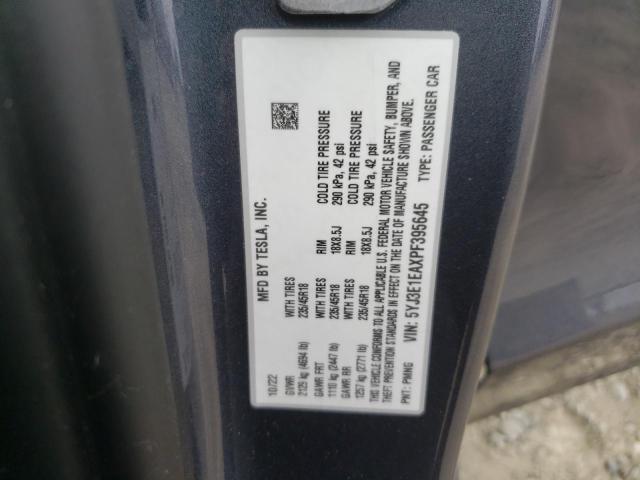 MFD BY TESLA, INC.
10/22
GVWR WITH TIRES RIM COLD TIRE PRESSURE
2129 kg (4694 lb) 235/45R18 18X8.5J 290 kPa, 42 psi
GAWR FRT WITH TIRES RIM COLD TIRE PRESSURE
1110 kg (2447 lb) 235/45R18 18X8.5J 290 kPa, 42 psi
GAWR RR WITH TIRES
1257 kg (2771 lb) 235/45R18
THIS VEHICLE CONFORMS TO ALL APPLICABLE U.S. FEDERAL MOTOR VEHICLE SAFETY, BUMPER, AND
THEFT PREVENTION STANDARDS IN EFFECT ON THE DATE OF MANUFACTURE SHOWN ABOVE.
VIN: 5YJ3E1EAXPF395645 TYPE: PASSENGER CAR
PNT: PMNG